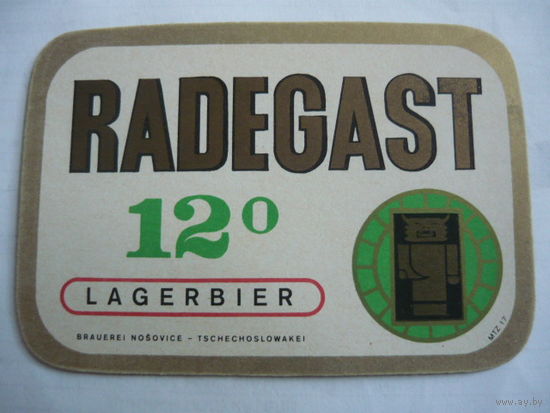 RADEGAST
12°
LAGERBIER
BRAUEREI NOŠOVICE – TSCHECHOSLOWAKEI
MTZ 17
www.ay.by